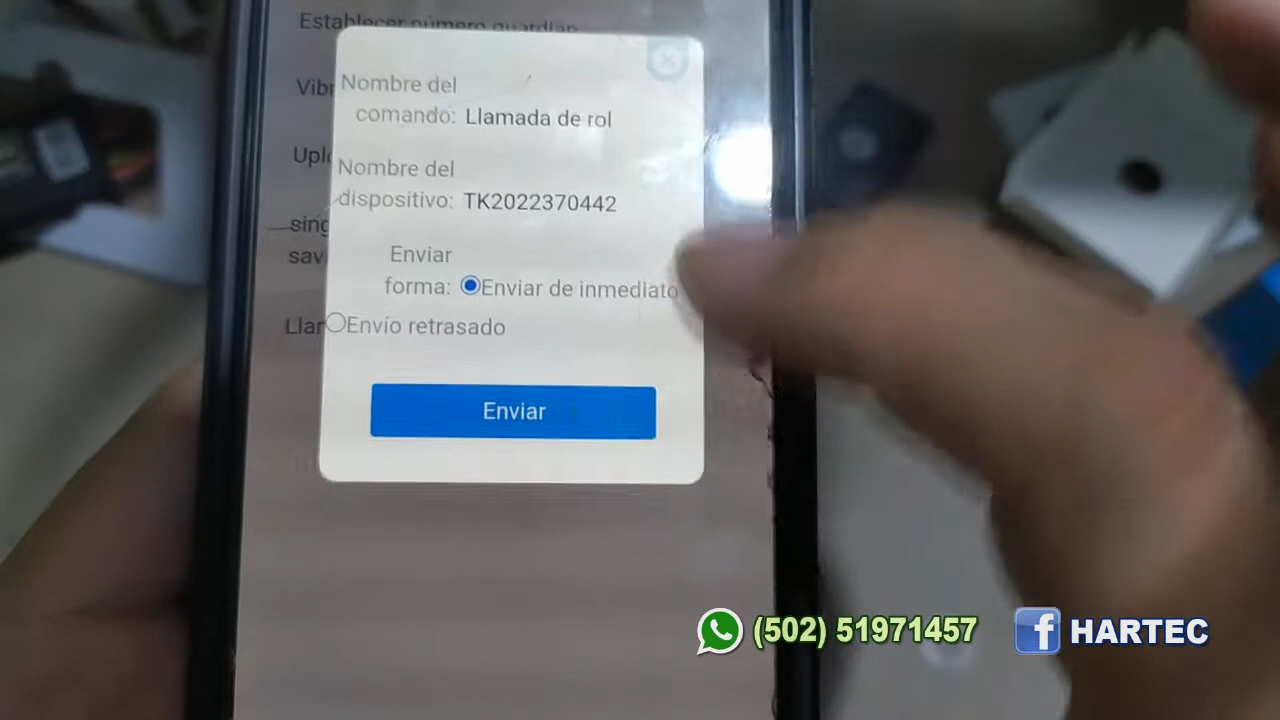 Establecer número guardián
Nombre del
comando: Llamada de rol
Nombre del
dispositivo: TK2022370442
Enviar
forma: Enviar de inmediato
Envío retrasado
Enviar
(502) 51971457
HARTEC